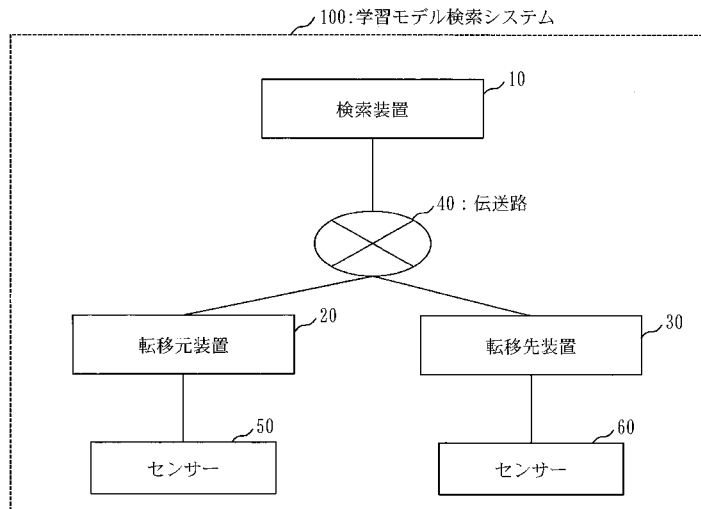 100:学習モデル検索システム
10
検索装置
40:伝送路
20
転移元装置
30
転移先装置
50
センサー
60
センサー